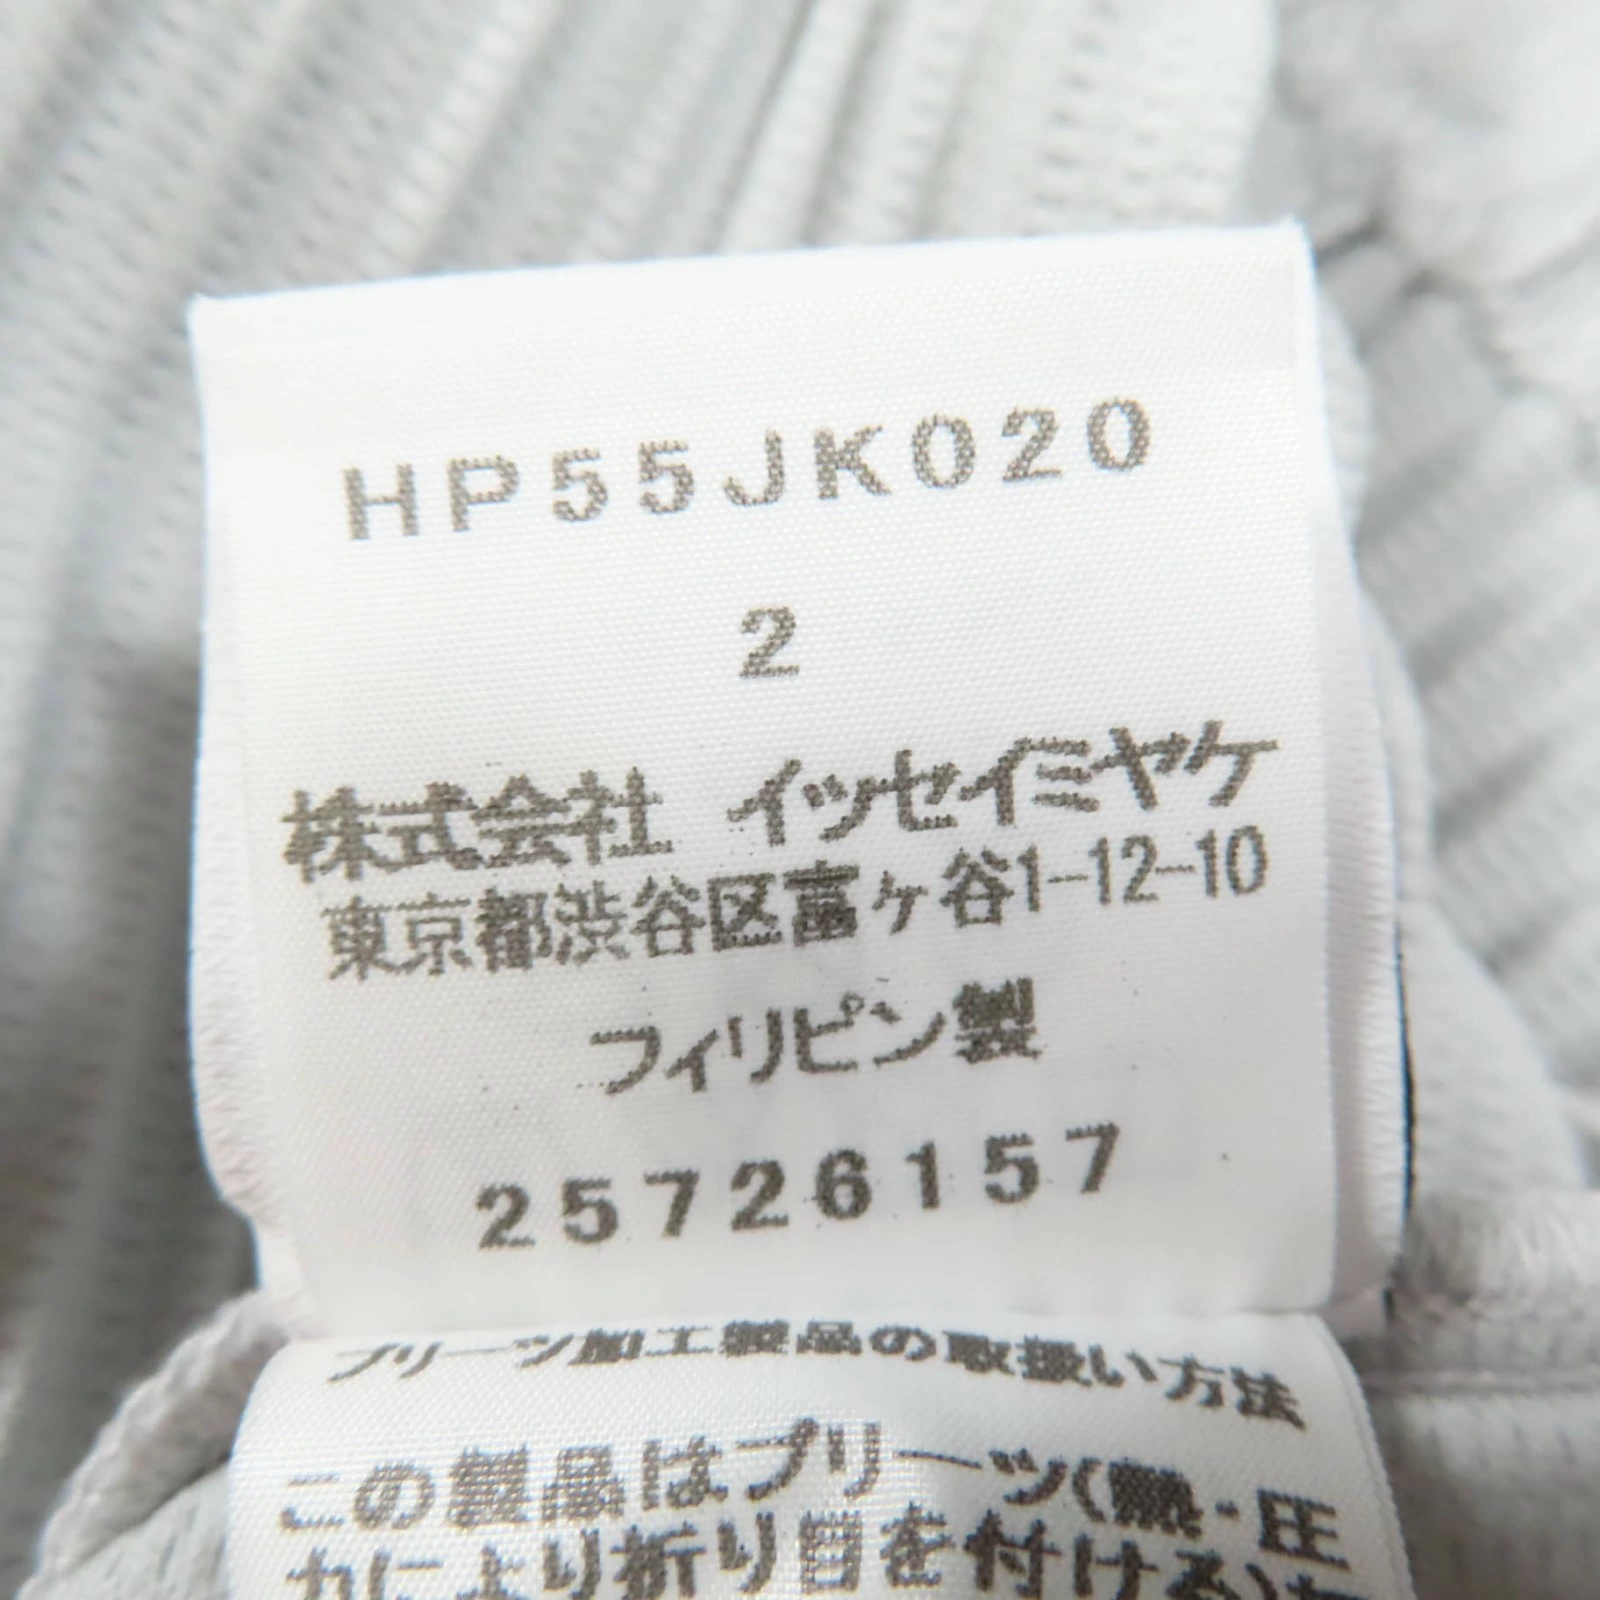 HP55JK020
2
株式会社 イッセイミヤケ
東京都渋谷区富ヶ谷1-12-10
フィリピン製
25726157
プリーツ加工製品の取扱い方法
この製品はプリーツ(熱・圧
力により折り目を付ける)